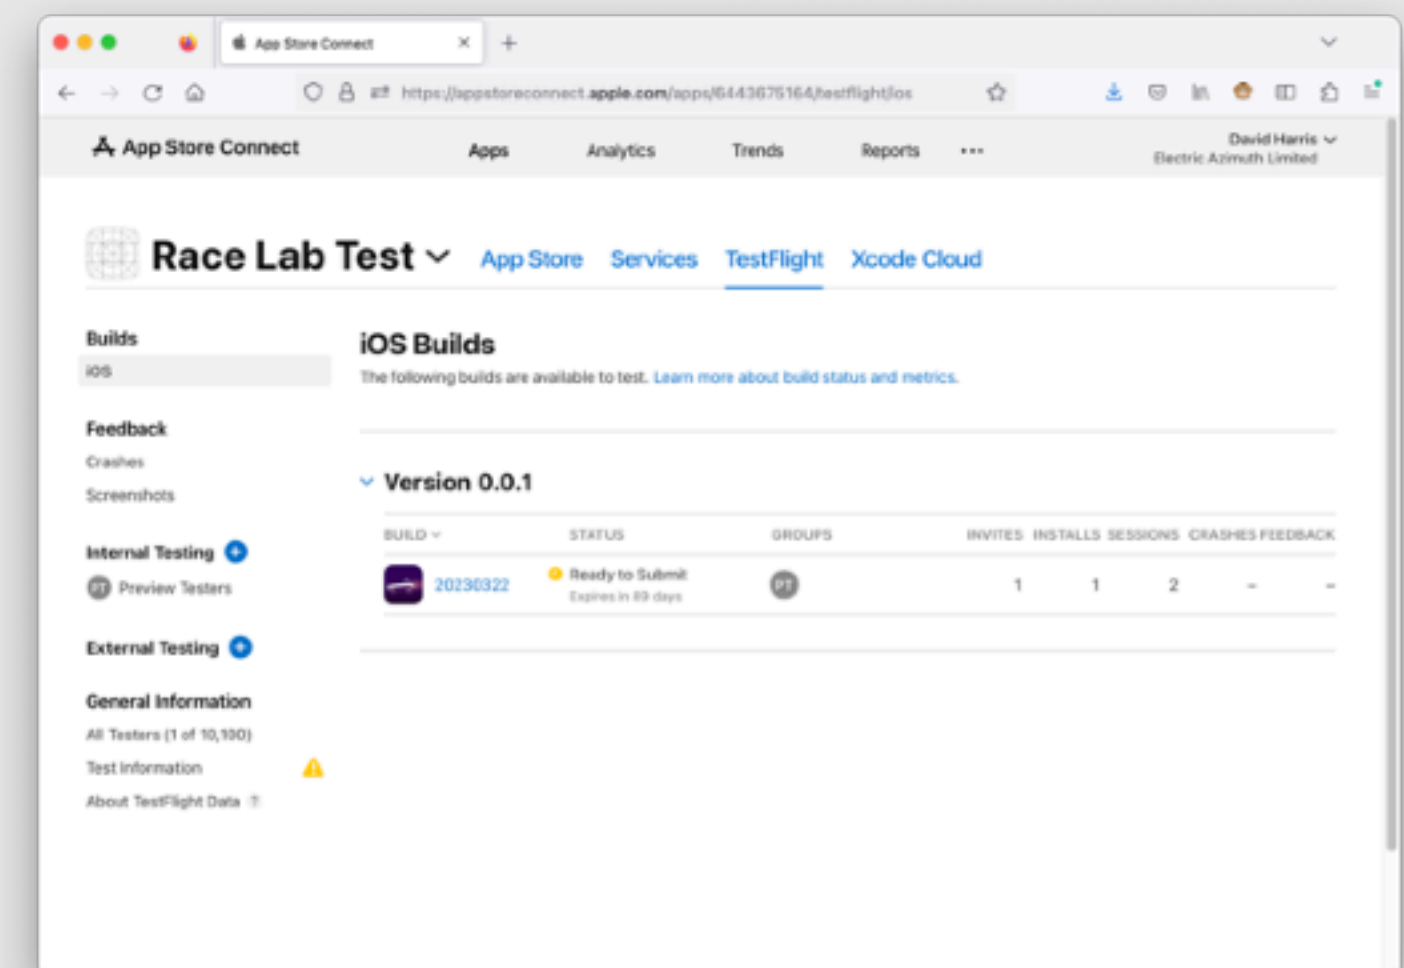 App Store Connect
https://appstoreconnect.apple.com/apps/6443675164/testflight/ios
App Store Connect
Apps
Analytics
Trends
Reports
David Harris
Electric Azimuth Limited
Race Lab Test
App Store
Services
TestFlight
Xcode Cloud
Builds
iOS
Feedback
Crashes
Screenshots
Internal Testing
PT Preview Testers
External Testing
General Information
All Testers (1 of 10,100)
Test Information
About TestFlight Data ?
iOS Builds
The following builds are available to test. Learn more about build status and metrics.
Version 0.0.1
BUILD STATUS GROUPS INVITES INSTALLS SESSIONS CRASHES FEEDBACK
20230322 Ready to Submit PT 1 1 2 – –
Expires in 89 days